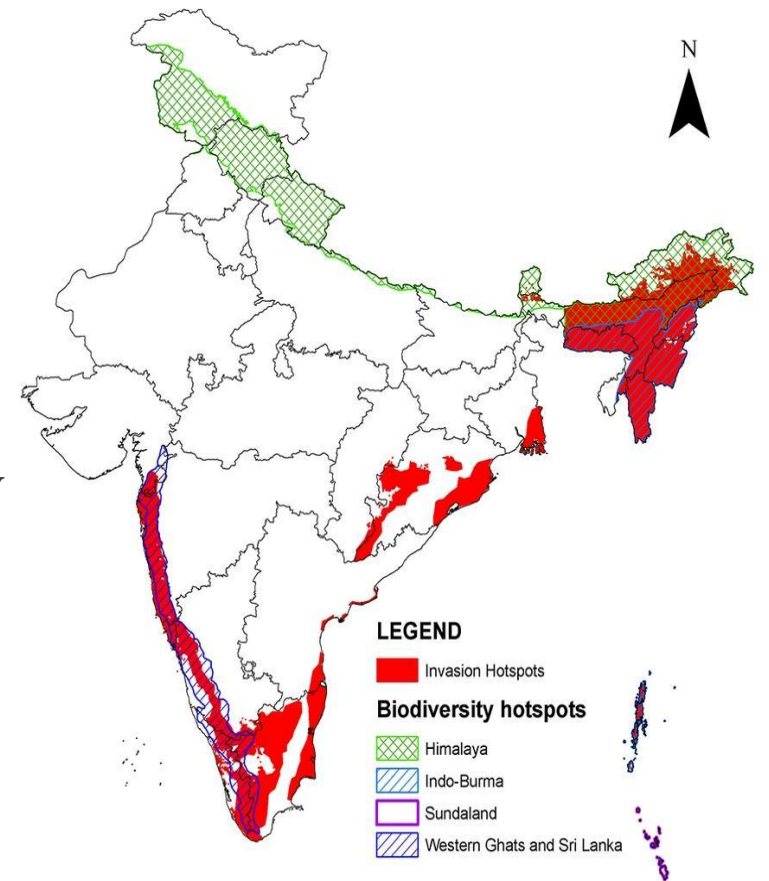 N
LEGEND
Invasion Hotspots
Biodiversity hotspots
Himalaya
Indo-Burma
Sundaland
Western Ghats and Sri Lanka